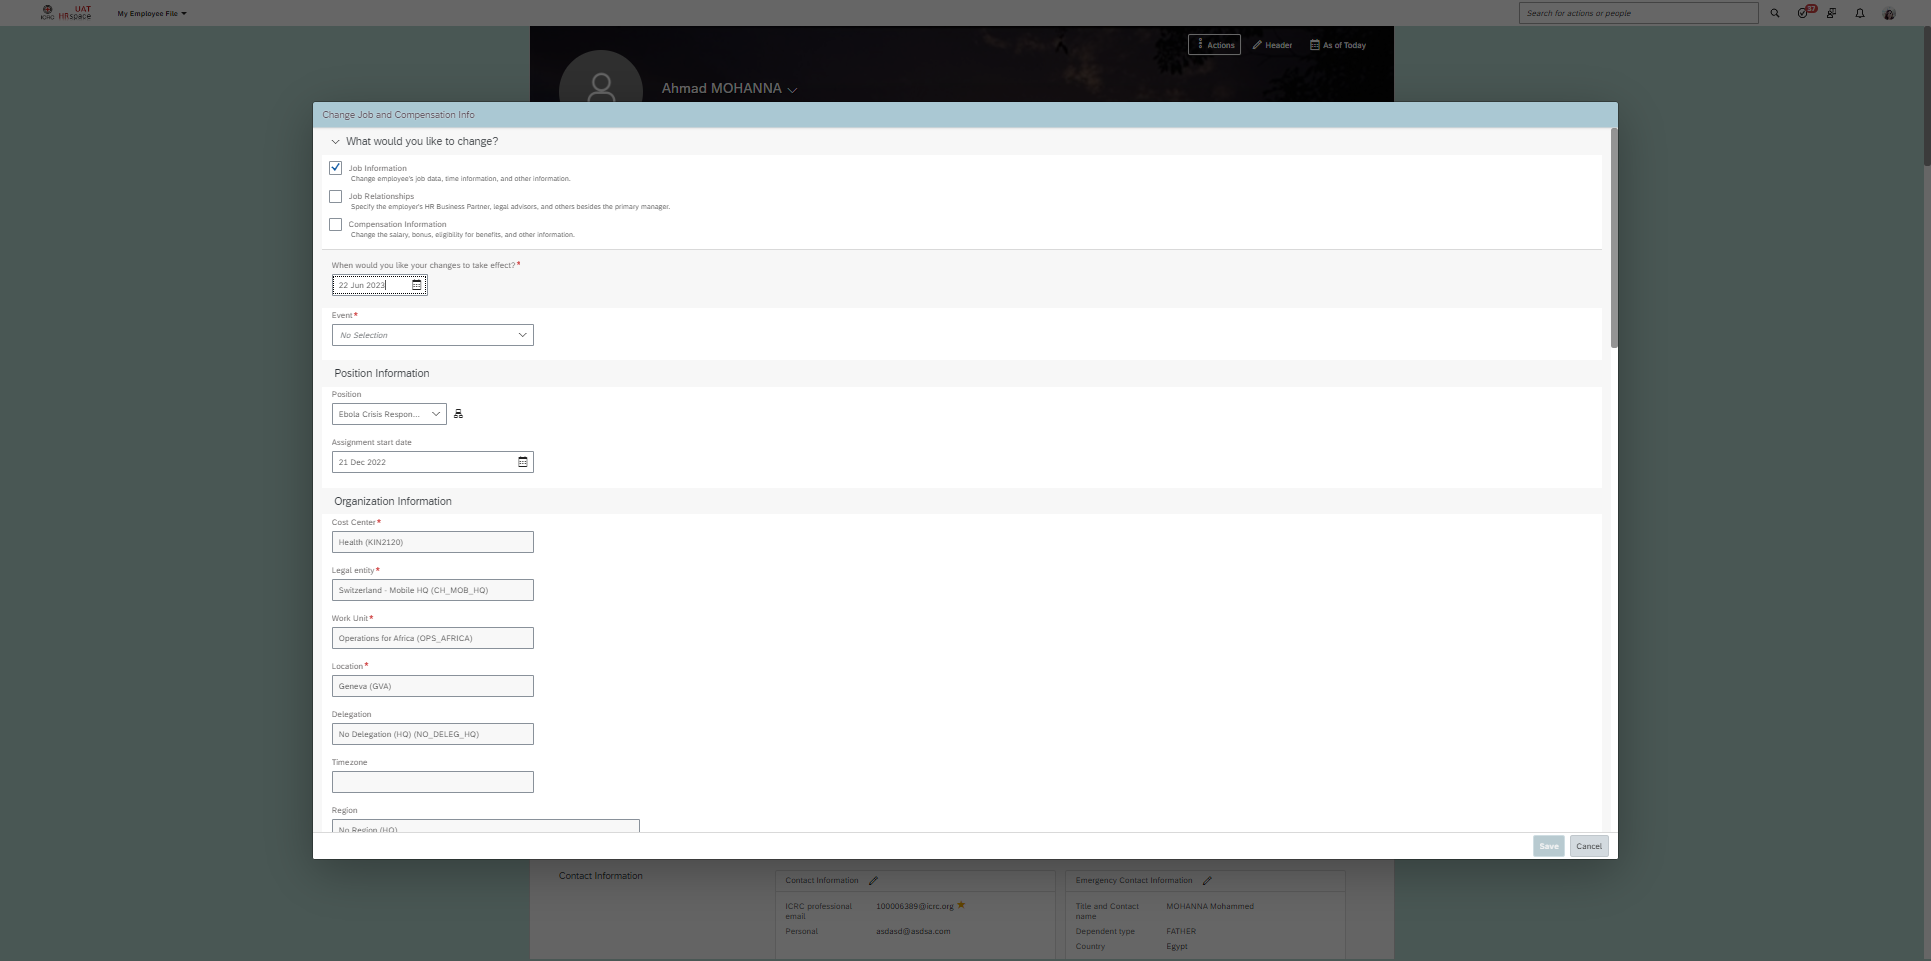 UAT
ICRC HRspace
My Employee File
Search for actions or people
37
Actions
Header
As of Today
Ahmad MOHANNA
Change Job and Compensation Info
What would you like to change?
Job Information
Change employee's job data, time information, and other information.
Job Relationships
Specify the employer's HR Business Partner, legal advisors, and others besides the primary manager.
Compensation Information
Change the salary, bonus, eligibility for benefits, and other information.
When would you like your changes to take effect?*
22 Jun 2023
Event*
No Selection
Position Information
Position
Ebola Crisis Respon...
Assignment start date
21 Dec 2022
Organization Information
Cost Center*
Health (KIN2120)
Legal entity*
Switzerland - Mobile HQ (CH_MOB_HQ)
Work Unit*
Operations for Africa (OPS_AFRICA)
Location*
Geneva (GVA)
Delegation
No Delegation (HQ) (NO_DELEG_HQ)
Timezone
Region
No Region (HQ)
Save
Cancel
Contact Information
Contact Information
ICRC professional email
100006389@icrc.org
Personal
asdasd@asdsa.com
Emergency Contact Information
Title and Contact name
MOHANNA Mohammed
Dependent type
FATHER
Country
Egypt